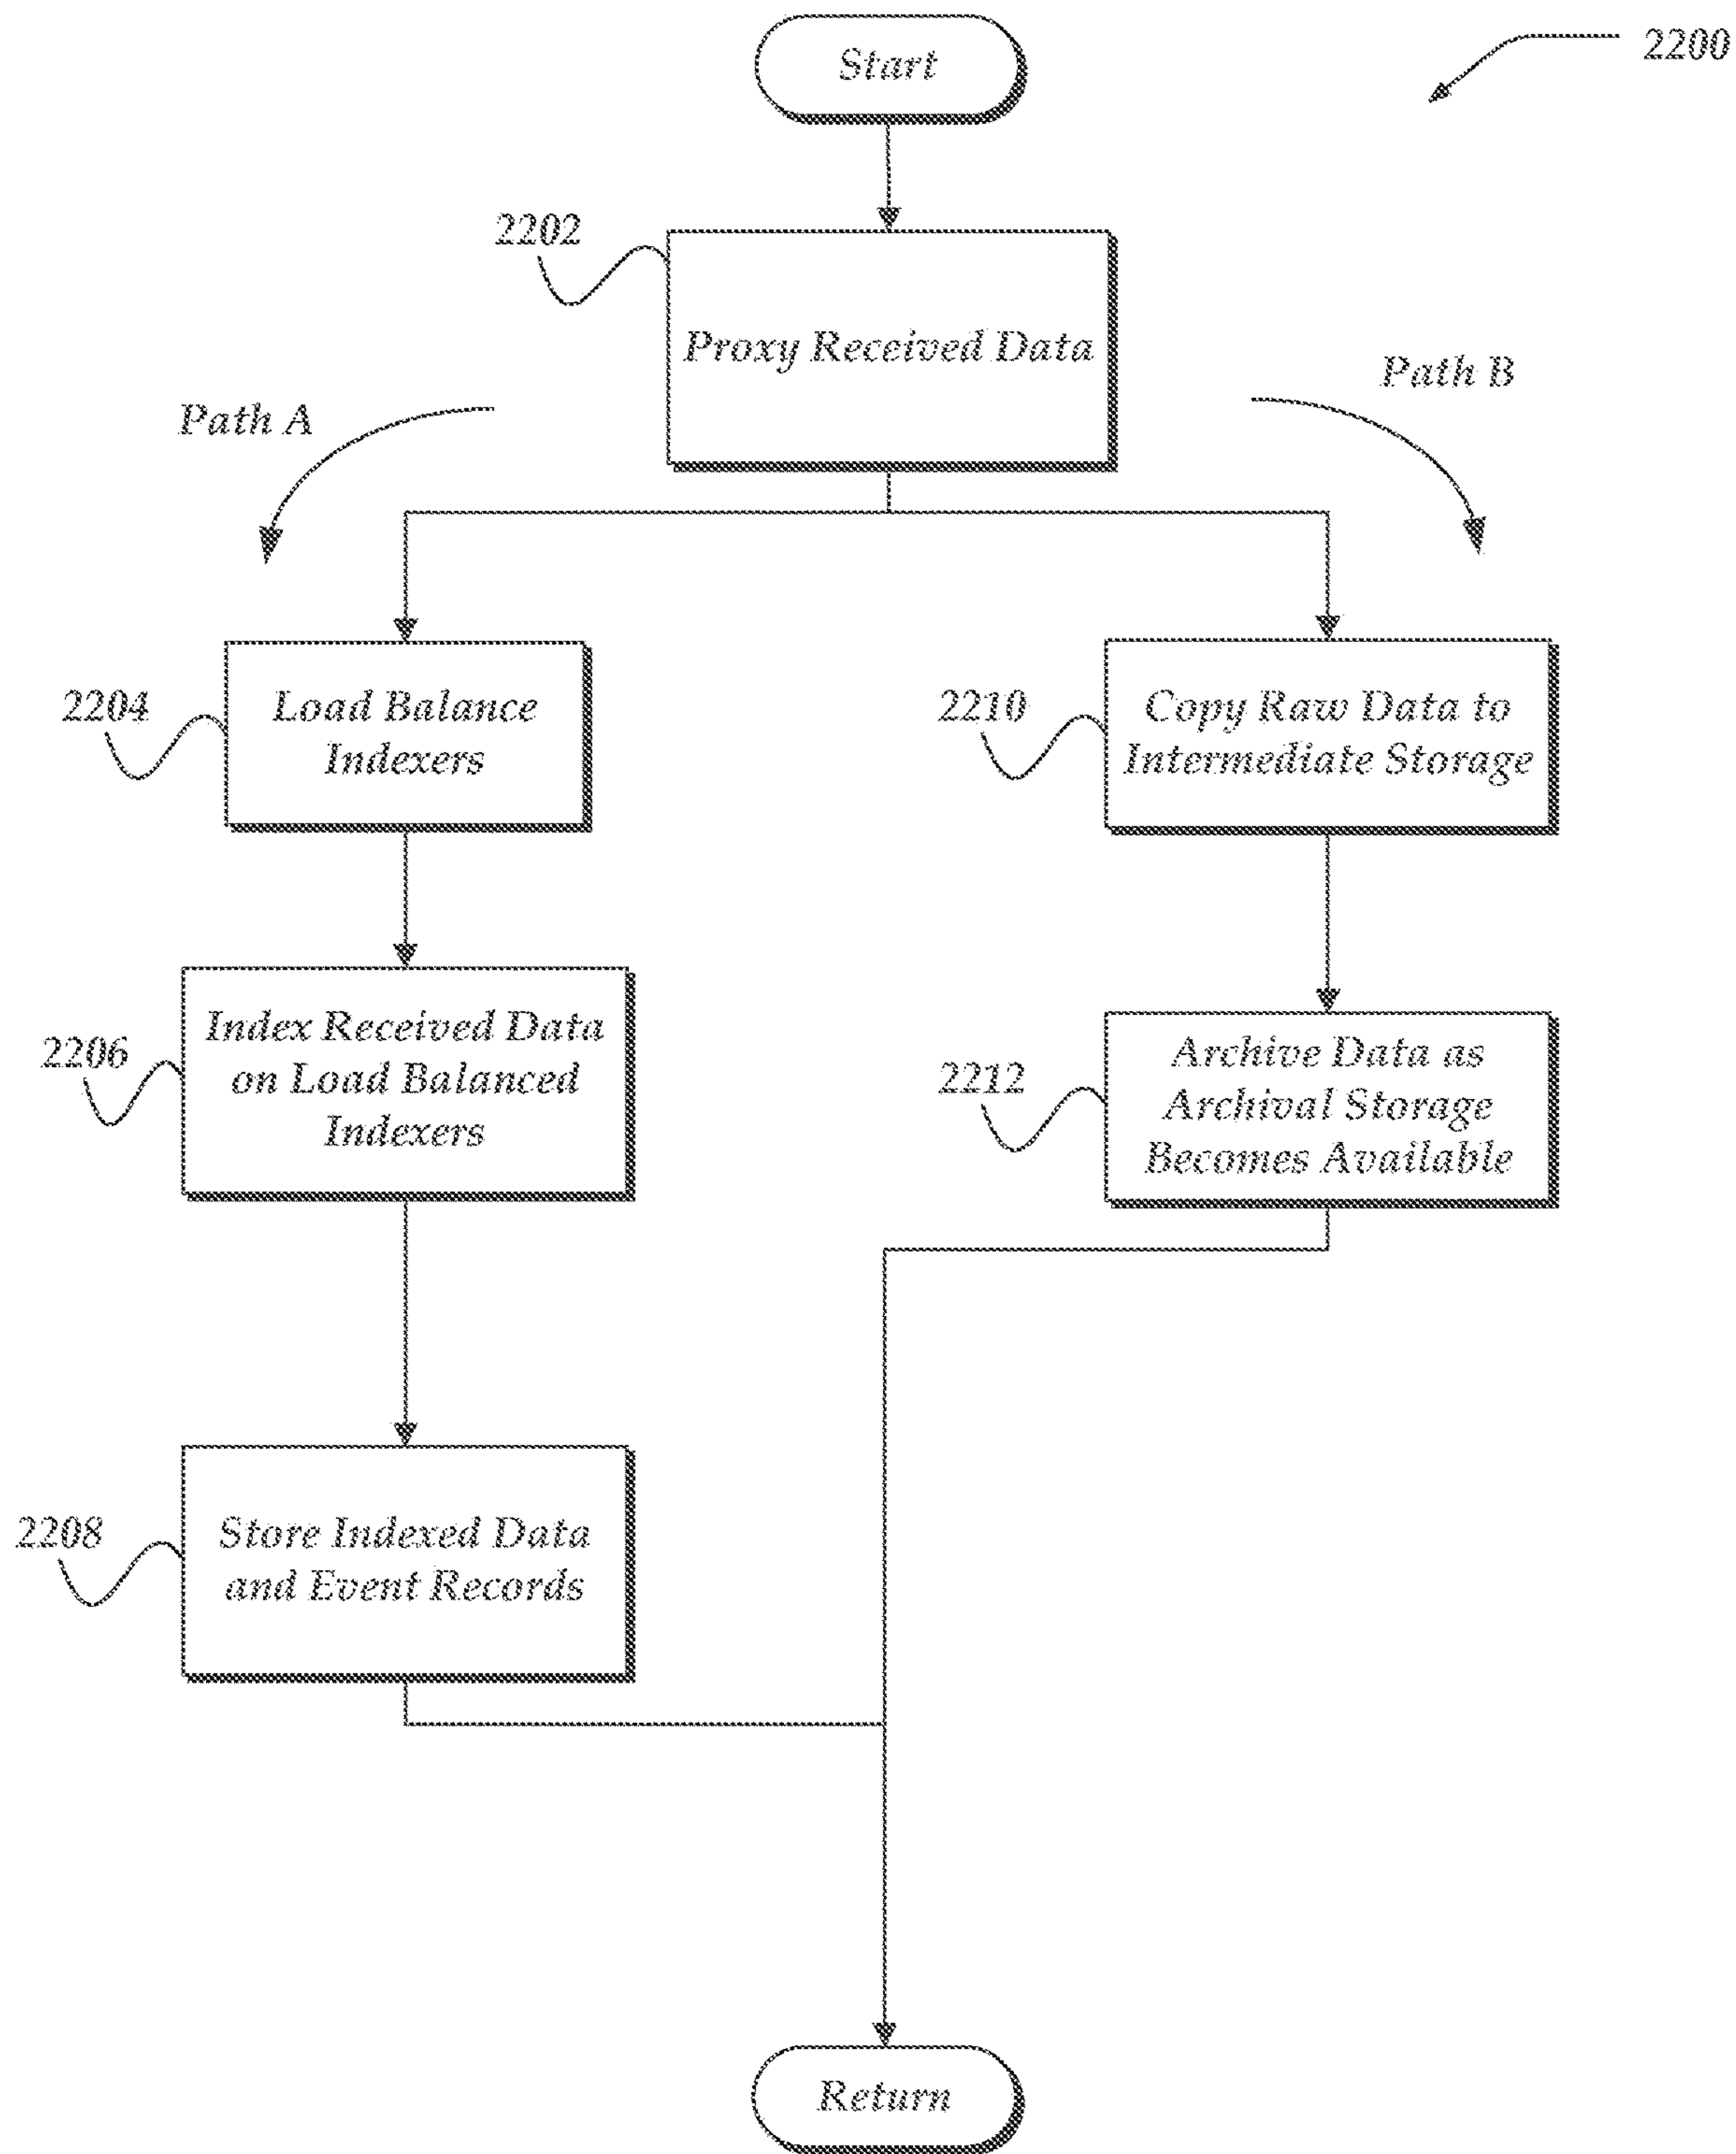 Start
2200
2202
Proxy Received Data
Path A
Path B
2204
Load Balance
Indexers
2210
Copy Raw Data to
Intermediate Storage
2206
Index Received Data
on Load Balanced
Indexers
2212
Archive Data as
Archival Storage
Becomes Available
2208
Store Indexed Data
and Event Records
Return